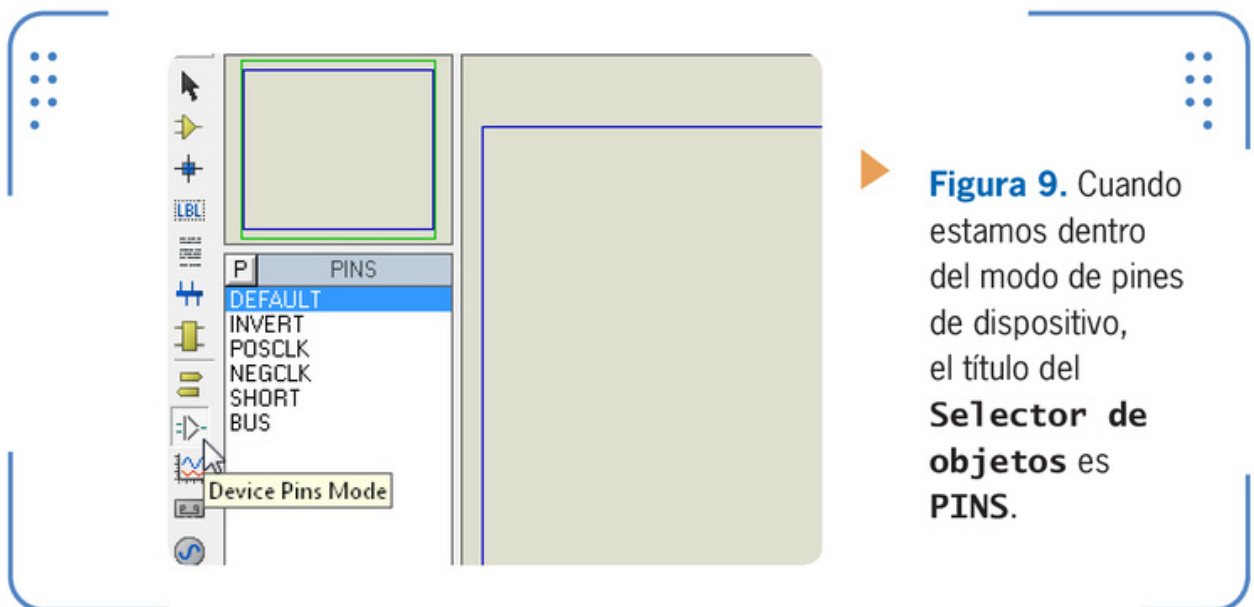 LBL
P PINS
DEFAULT
INVERT
POSCLK
NEGCLK
SHORT
BUS
Device Pins Mode
Figura 9. Cuando
estamos dentro
del modo de pines
de dispositivo,
el título del
Selector de
objetos es
PINS.